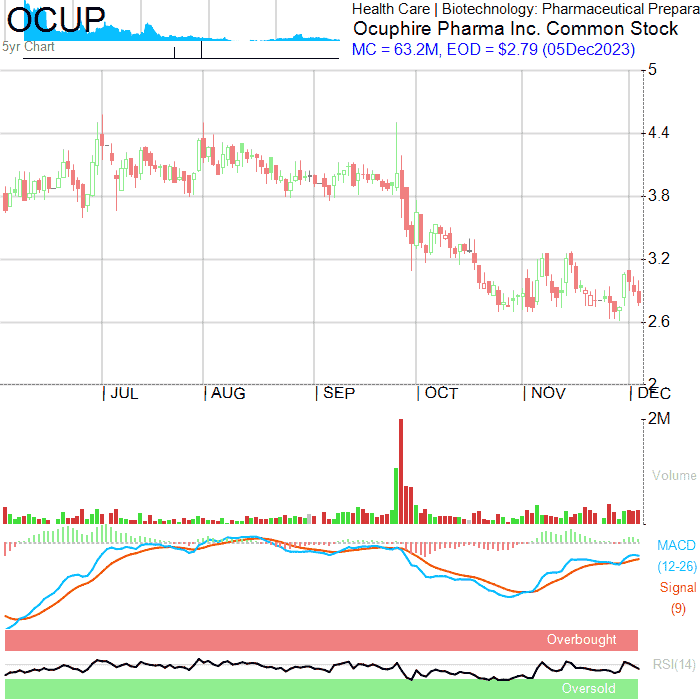 OCUP
Health Care | Biotechnology: Pharmaceutical Prepara
Ocuphire Pharma Inc. Common Stock
5yr Chart
MC = 63.2M, EOD = $2.79 (05Dec2023)
5
4.4
3.8
3.2
2.6
2
JUL AUG SEP OCT NOV DEC
2M
Volume
MACD
(12-26)
Signal
(9)
Overbought
RSI(14)
Oversold